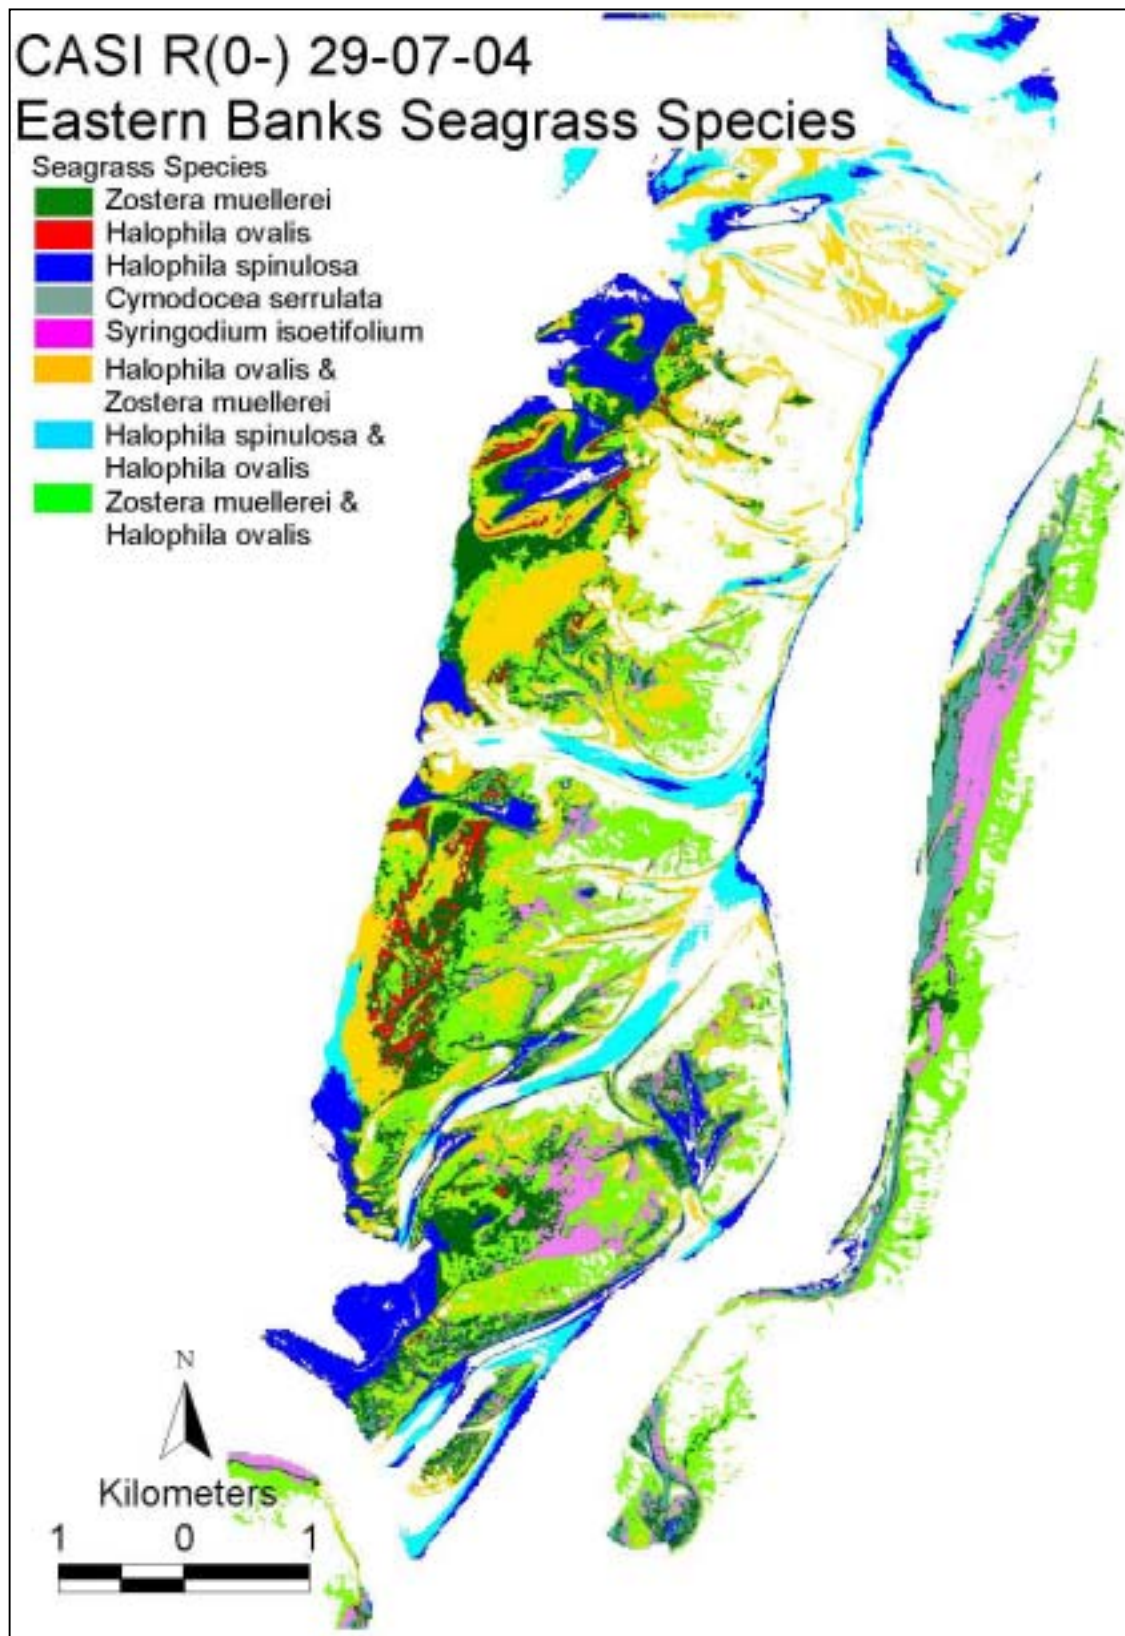 CASI R(0-) 29-07-04
Eastern Banks Seagrass Species
Seagrass Species
Zostera muellerei
Halophila ovalis
Halophila spinulosa
Cymodocea serrulata
Syringodium isoetifolium
Halophila ovalis &
Zostera muellerei
Halophila spinulosa &
Halophila ovalis
Zostera muellerei &
Halophila ovalis
N
Kilometers
1 0 1